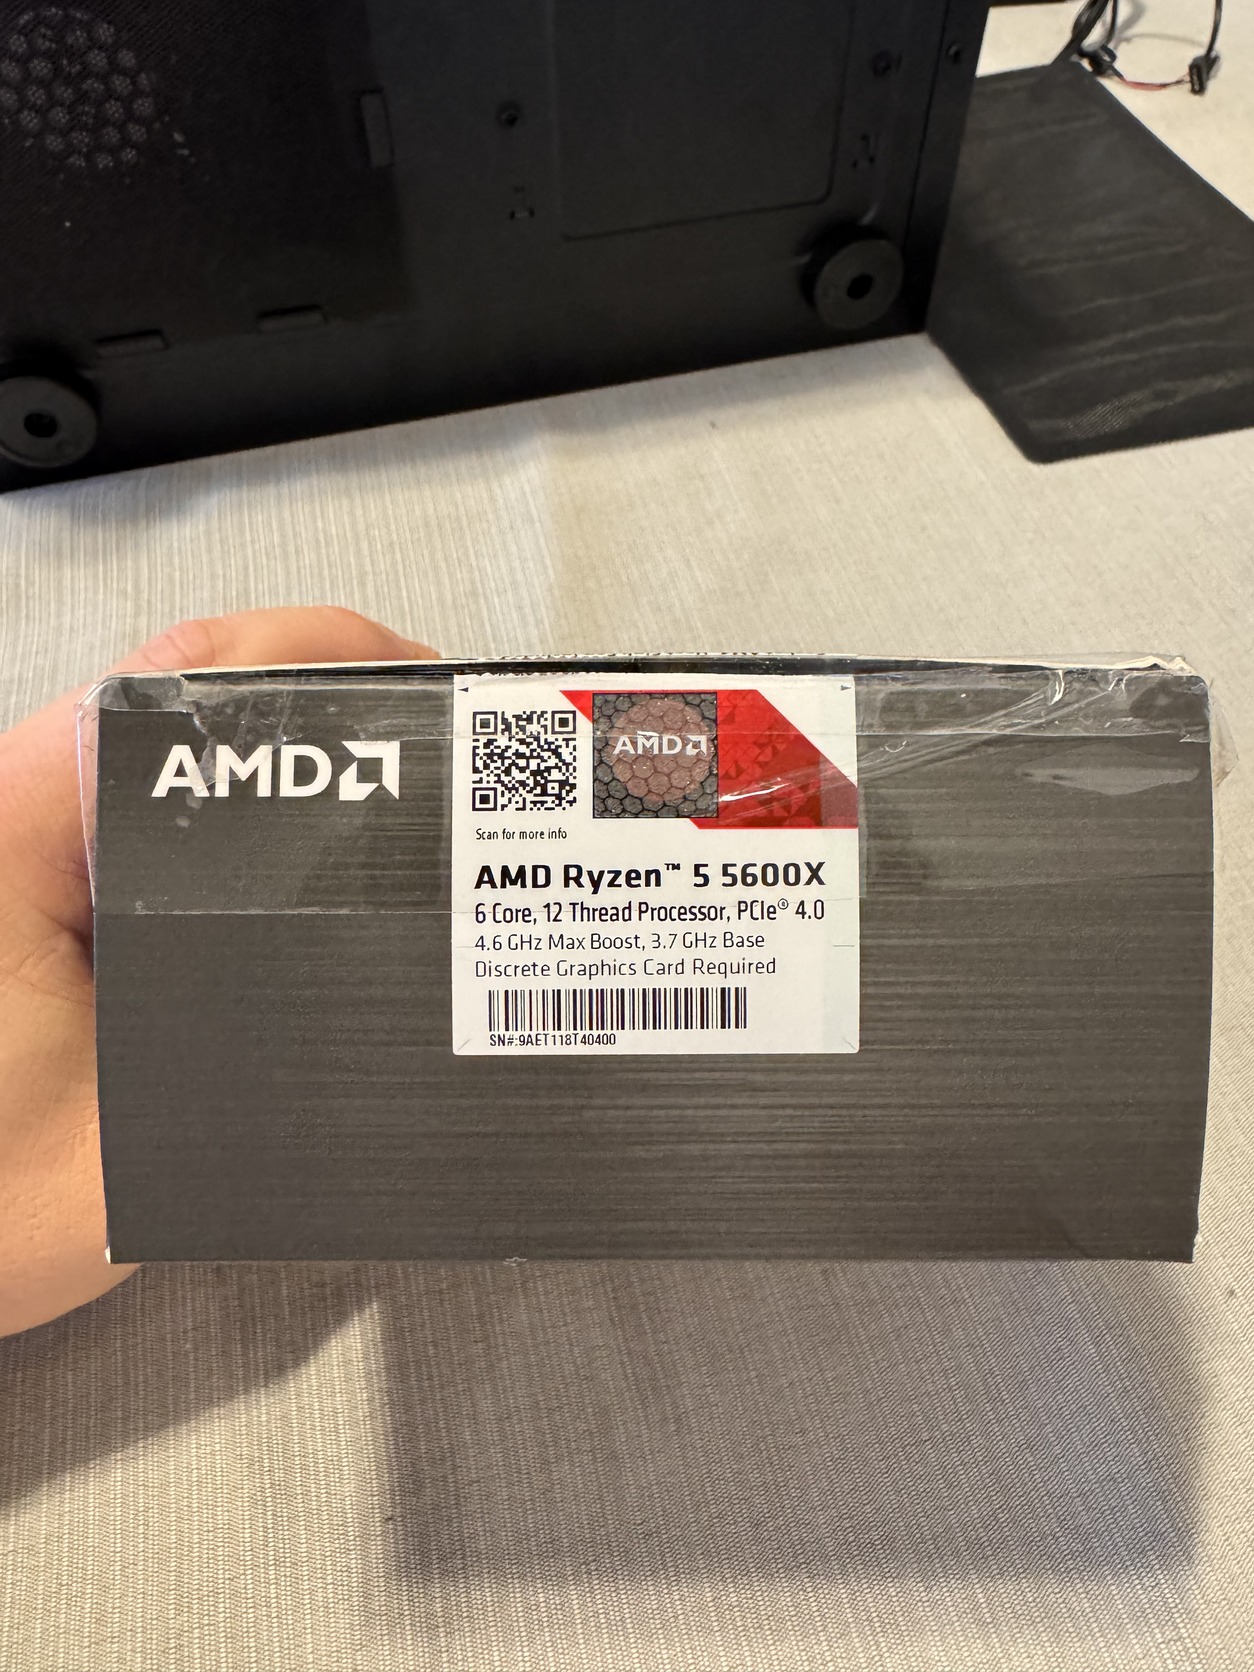 AMD
AMD
Scan for more info
AMD Ryzen™ 5 5600X
6 Core, 12 Thread Processor, PCIe® 4.0
4.6 GHz Max Boost, 3.7 GHz Base
Discrete Graphics Card Required
SN#:9AET118T40400